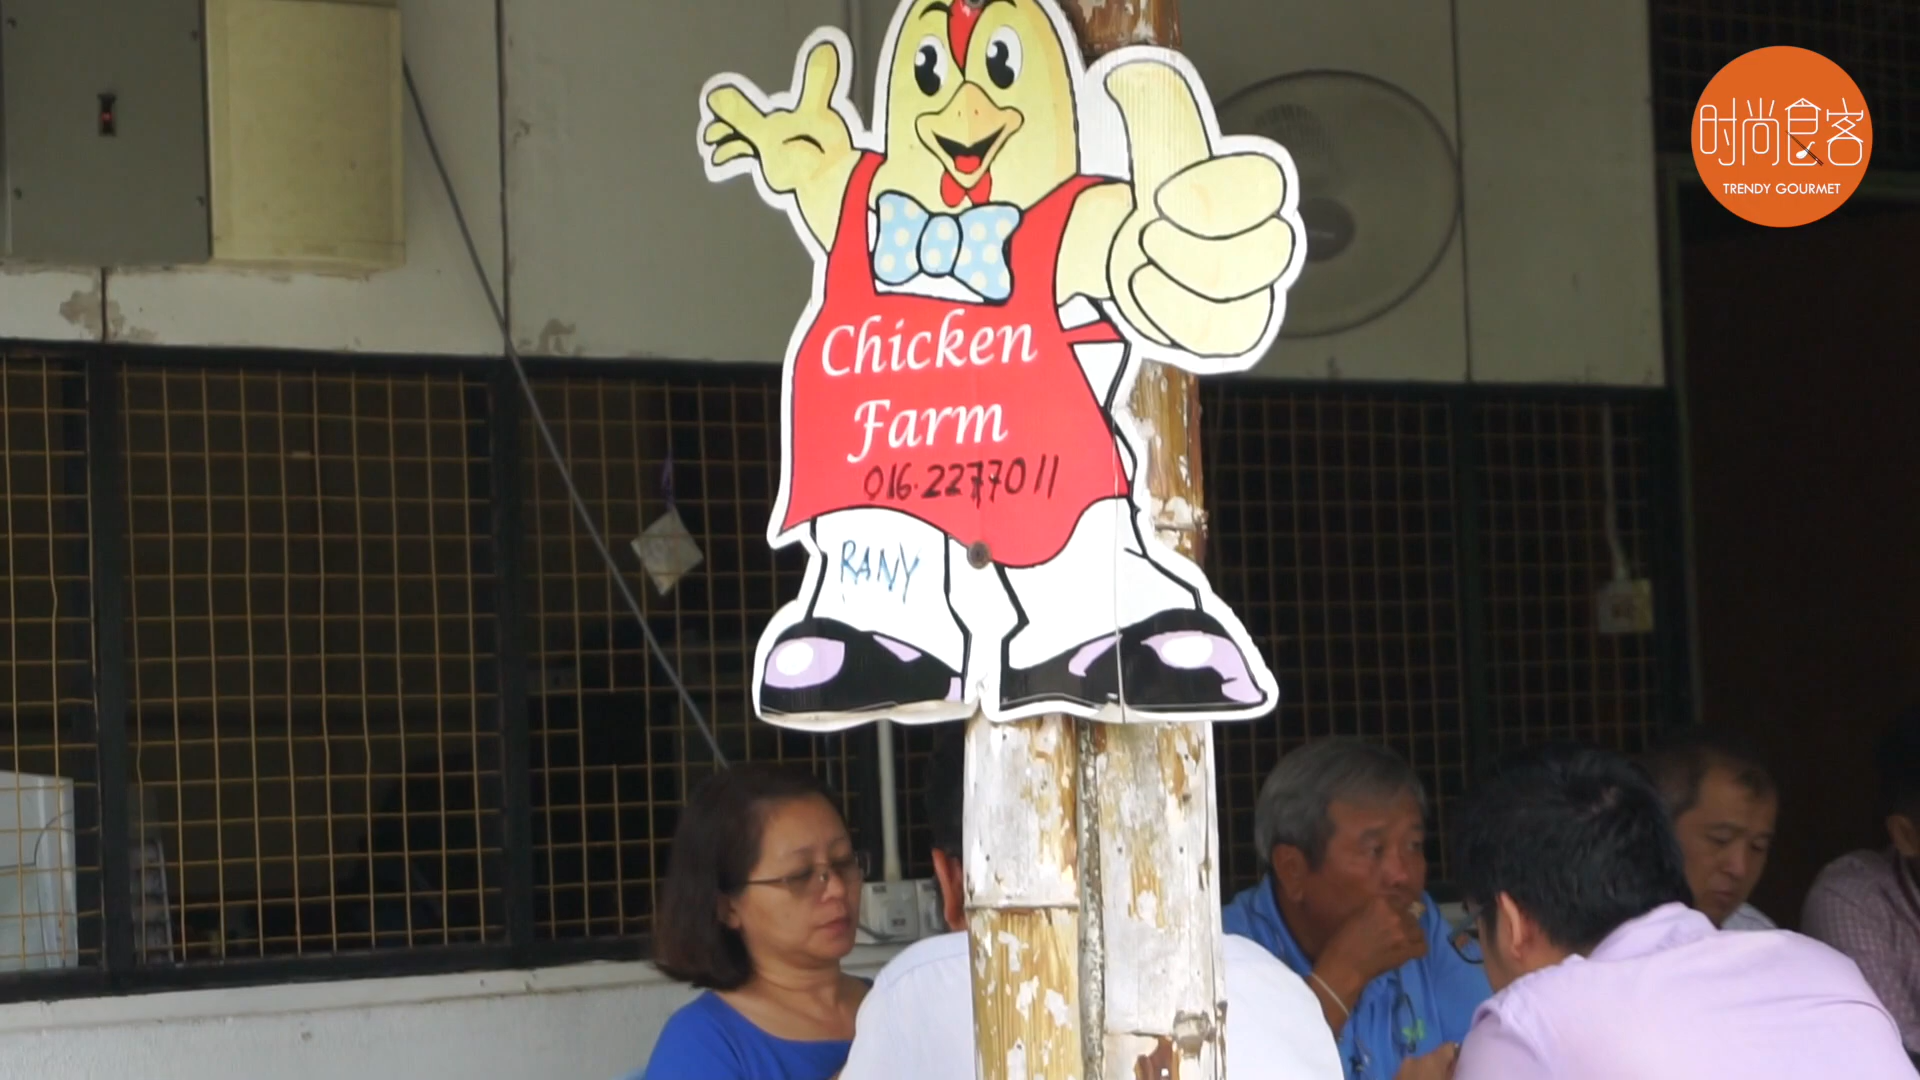 时尚食客
TRENDY GOURMET
Chicken
Farm
016-2277011
RANY